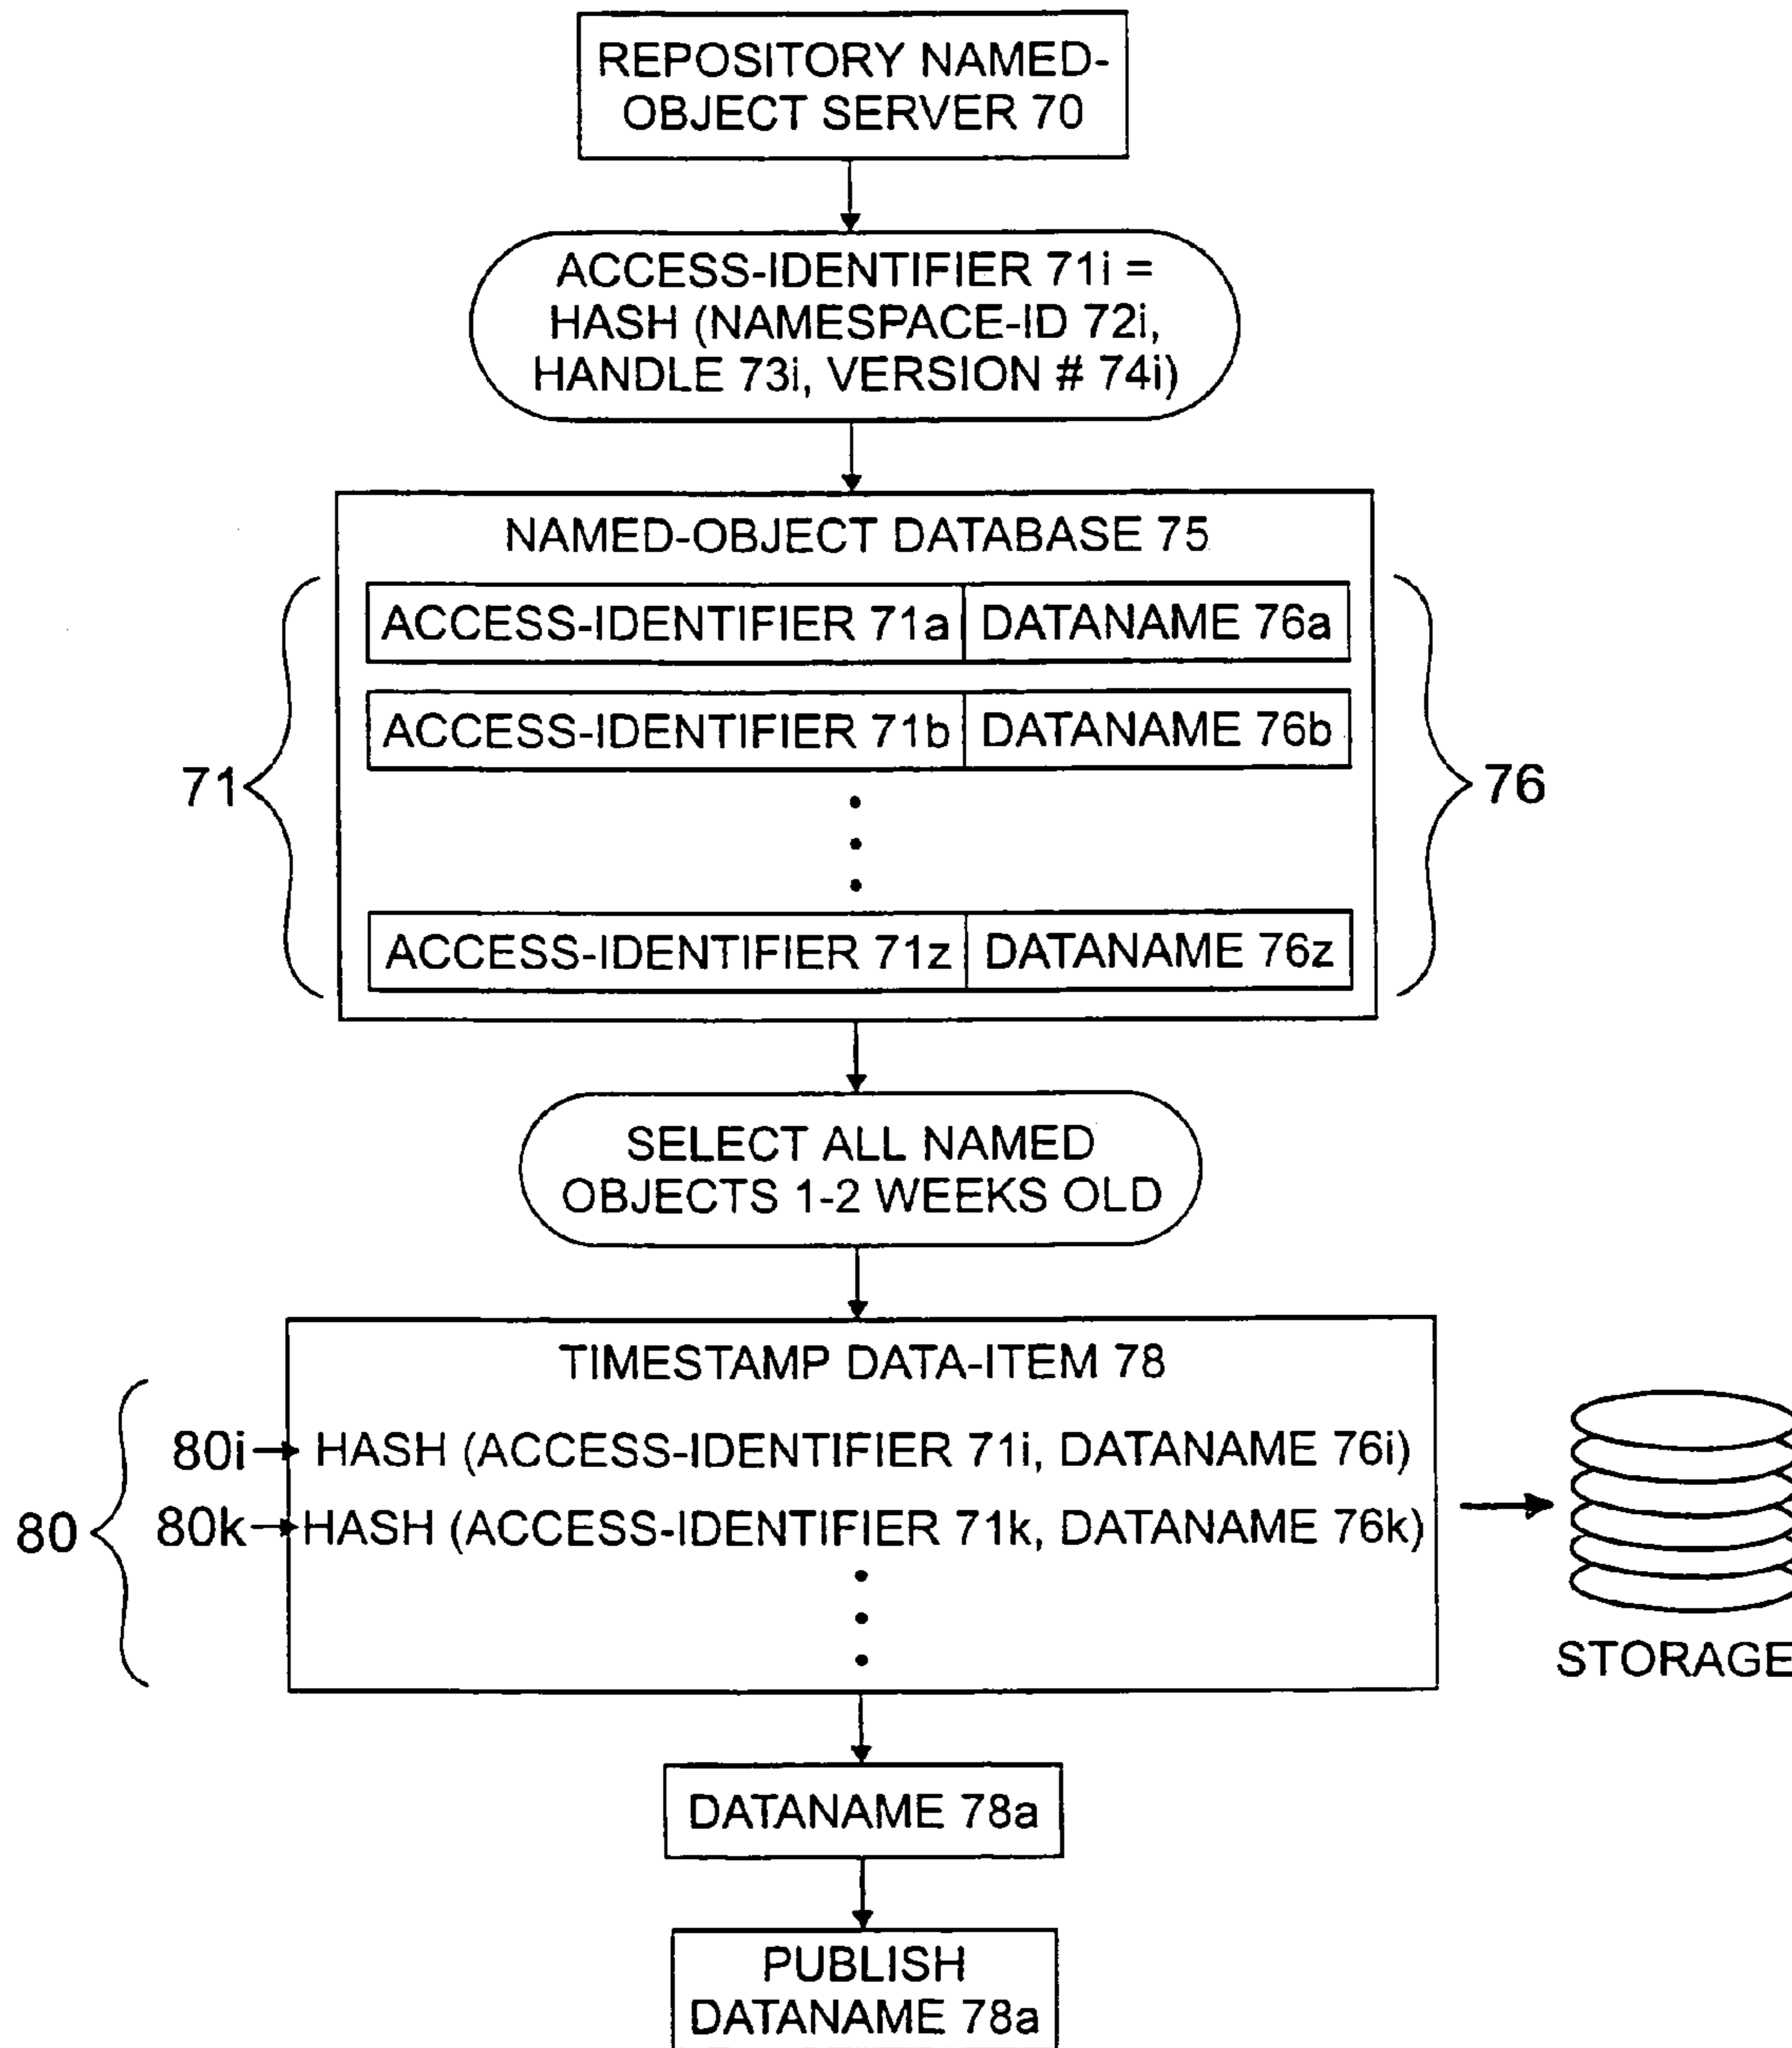 REPOSITORY NAMED-
OBJECT SERVER 70
ACCESS-IDENTIFIER 71i =
HASH (NAMESPACE-ID 72i,
HANDLE 73i, VERSION # 74i)
NAMED-OBJECT DATABASE 75
ACCESS-IDENTIFIER 71a DATANAME 76a
ACCESS-IDENTIFIER 71b DATANAME 76b
71
76
ACCESS-IDENTIFIER 71z DATANAME 76z
SELECT ALL NAMED
OBJECTS 1-2 WEEKS OLD
TIMESTAMP DATA-ITEM 78
80i HASH (ACCESS-IDENTIFIER 71i, DATANAME 76i)
80
80k HASH (ACCESS-IDENTIFIER 71k, DATANAME 76k)
STORAGE
DATANAME 78a
PUBLISH
DATANAME 78a